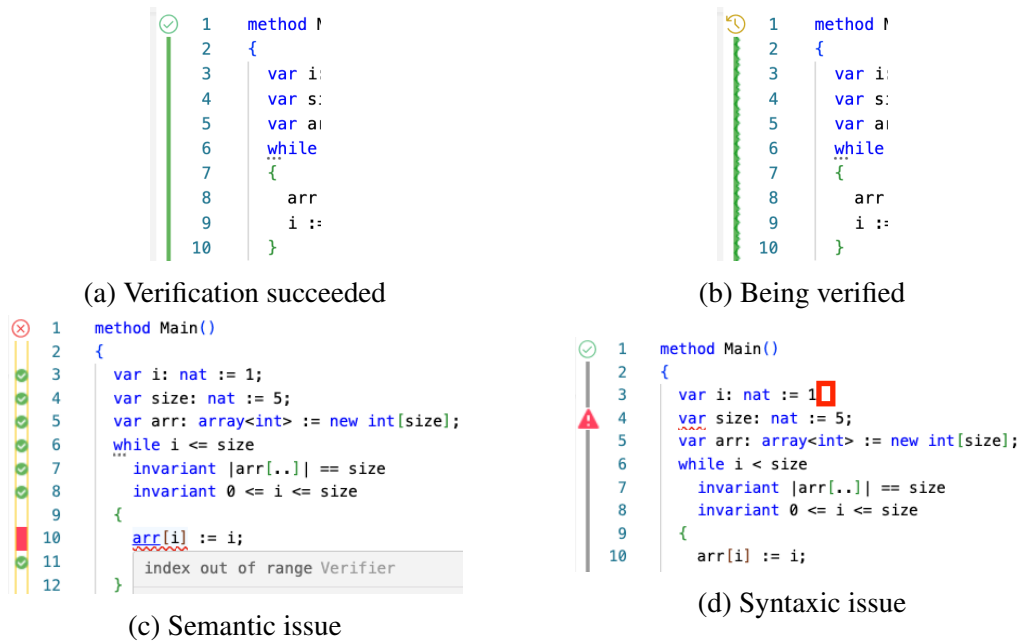 1 method
2 {
3 var i:
4 var
5 var
6 while
7 {
8 arr
9 i :=
10 }
(a) Verification succeeded
1 method
2 {
3 var i:
4 var
5 var
6 while
7 {
8 arr
9 i :=
10 }
(b) Being verified
1 method Main()
2 {
3 var i: nat := 1;
4 var size: nat := 5;
5 var arr: array<int> := new int[size];
6 while i <= size
7 invariant |arr[..]| == size
8 invariant 0 <= i <= size
9 {
10 arr[i] := i;
11 index out of range Verifier
12 }
(c) Semantic issue
1 method Main()
2 {
3 var i: nat := 1
4 var size: nat := 5;
5 var arr: array<int> := new int[size];
6 while i < size
7 invariant |arr[..]| == size
8 invariant 0 <= i <= size
9 {
10 arr[i] := i;
(d) Syntaxic issue